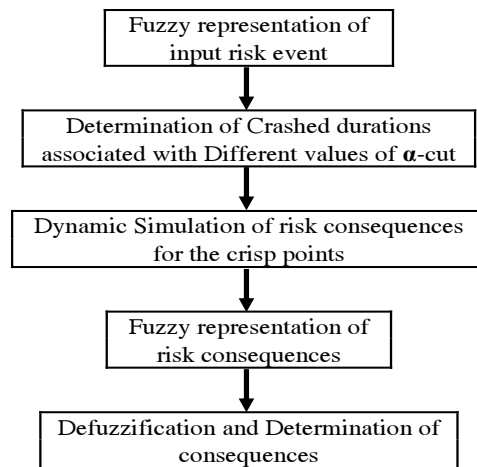 Fuzzy representation of
input risk event
Determination of Crashed durations
associated with Different values of α-cut
Dynamic Simulation of risk consequences
for the crisp points
Fuzzy representation of
risk consequences
Defuzzification and Determination of
consequences